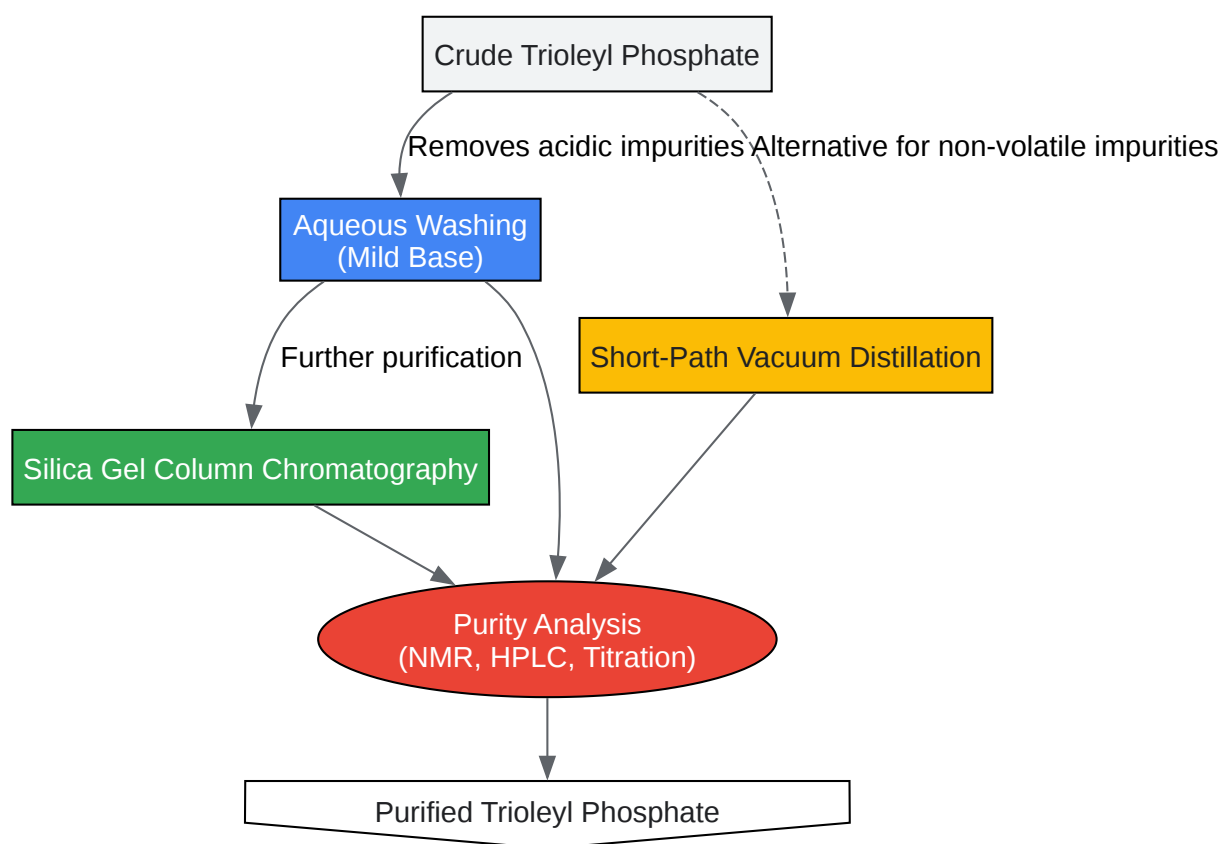 Crude Trioleyl Phosphate
Removes acidic impurities
Alternative for non-volatile impurities
Aqueous Washing
(Mild Base)
Further purification
Short-Path Vacuum Distillation
Silica Gel Column Chromatography
Purity Analysis
(NMR, HPLC, Titration)
Purified Trioleyl Phosphate